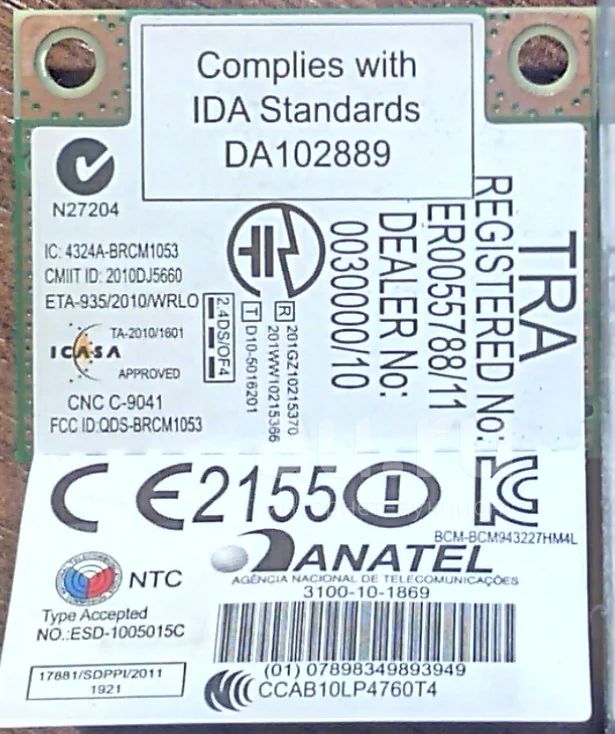 Complies with
IDA Standards
DA102889
N27204
IC: 4324A-BRCM1053
CMIIT ID: 2010DJ5660
ETA-935/2010/WRLO
TA-2010/1601
ICASA
APPROVED
CNC C-9041
FCC ID:QDS-BRCM1053
2.4DS/OF4
R 201GZ10215370
201WW10215366
T D10-5016201
TRA
REGISTERED No:
ER0055788/11
DEALER No:
0030000/10
CE2155
BCM-BCM943227HM4L
ANATEL
AGÊNCIA NACIONAL DE TELECOMUNICAÇÕES
3100-10-1869
NTC
Type Accepted
NO.:ESD-1005015C
(01) 07898349893949
17881/SDPPI/2011
1921
CCAB10LP4760T4